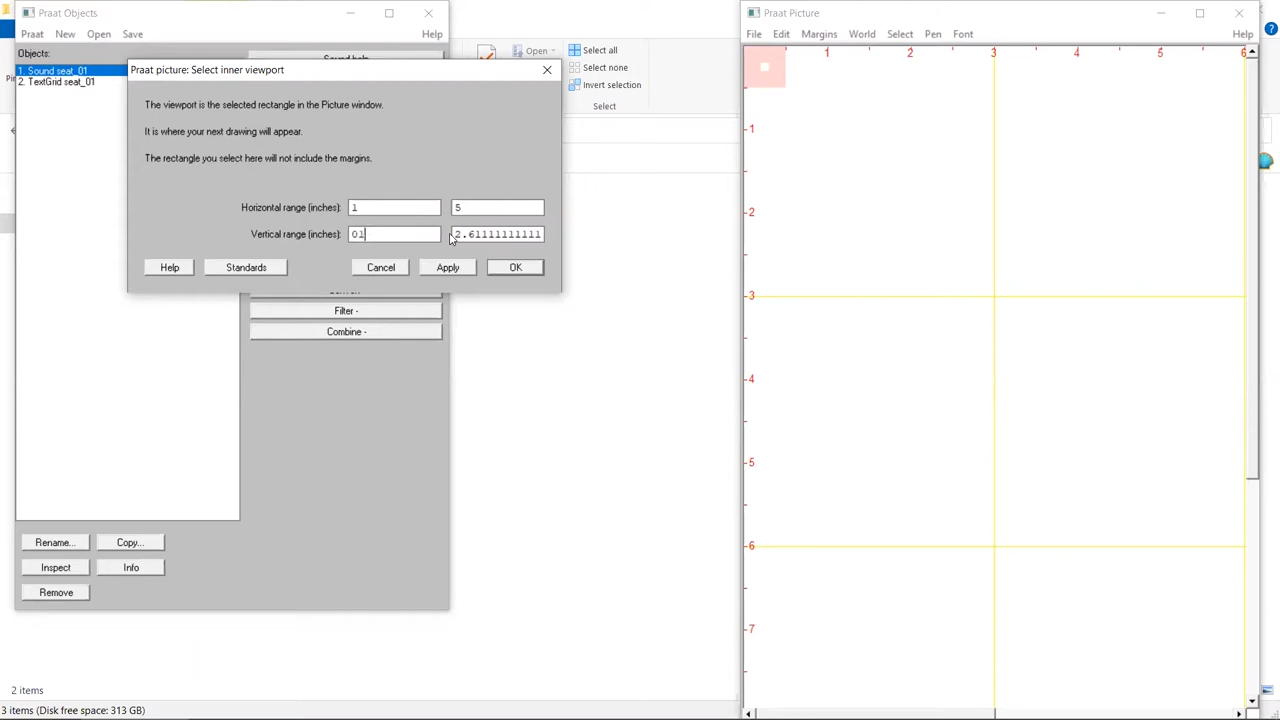 Praat Objects
Praat New Open Save Help
Objects:
1. Sound seat_01
2. TextGrid seat_01
Open
Select all
Select none
Invert selection
Select
Praat picture: Select inner viewport
The viewport is the selected rectangle in the Picture window.
It is where your next drawing will appear.
The rectangle you select here will not include the margins.
Horizontal range (inches): 1 5
Vertical range (inches): 01 2.61111111111
Help Standards Cancel Apply OK
Filter -
Combine -
Rename... Copy...
Inspect Info
Remove
2 items
3 items (Disk free space: 313 GB)
Praat Picture
File Edit Margins World Select Pen Font Help
1 2 3 4 5 6
1
2
3
4
5
6
7